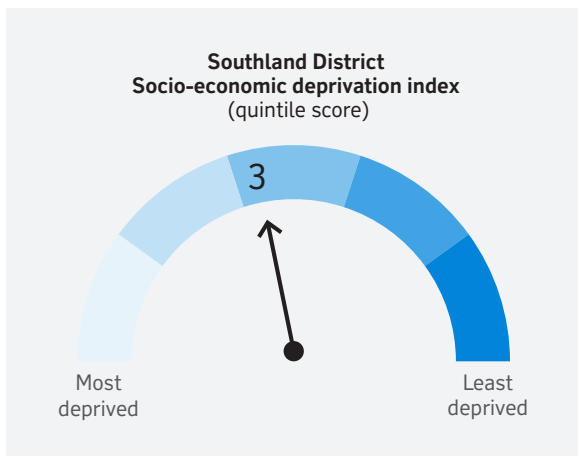 Southland District
Socio-economic deprivation index
(quintile score)
3
Most
deprived
Least
deprived